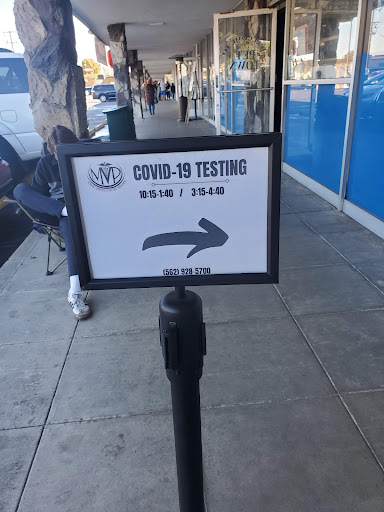 MVP
COVID-19 TESTING
10:15-1:40 / 3:15-4:40
(562) 928-5700